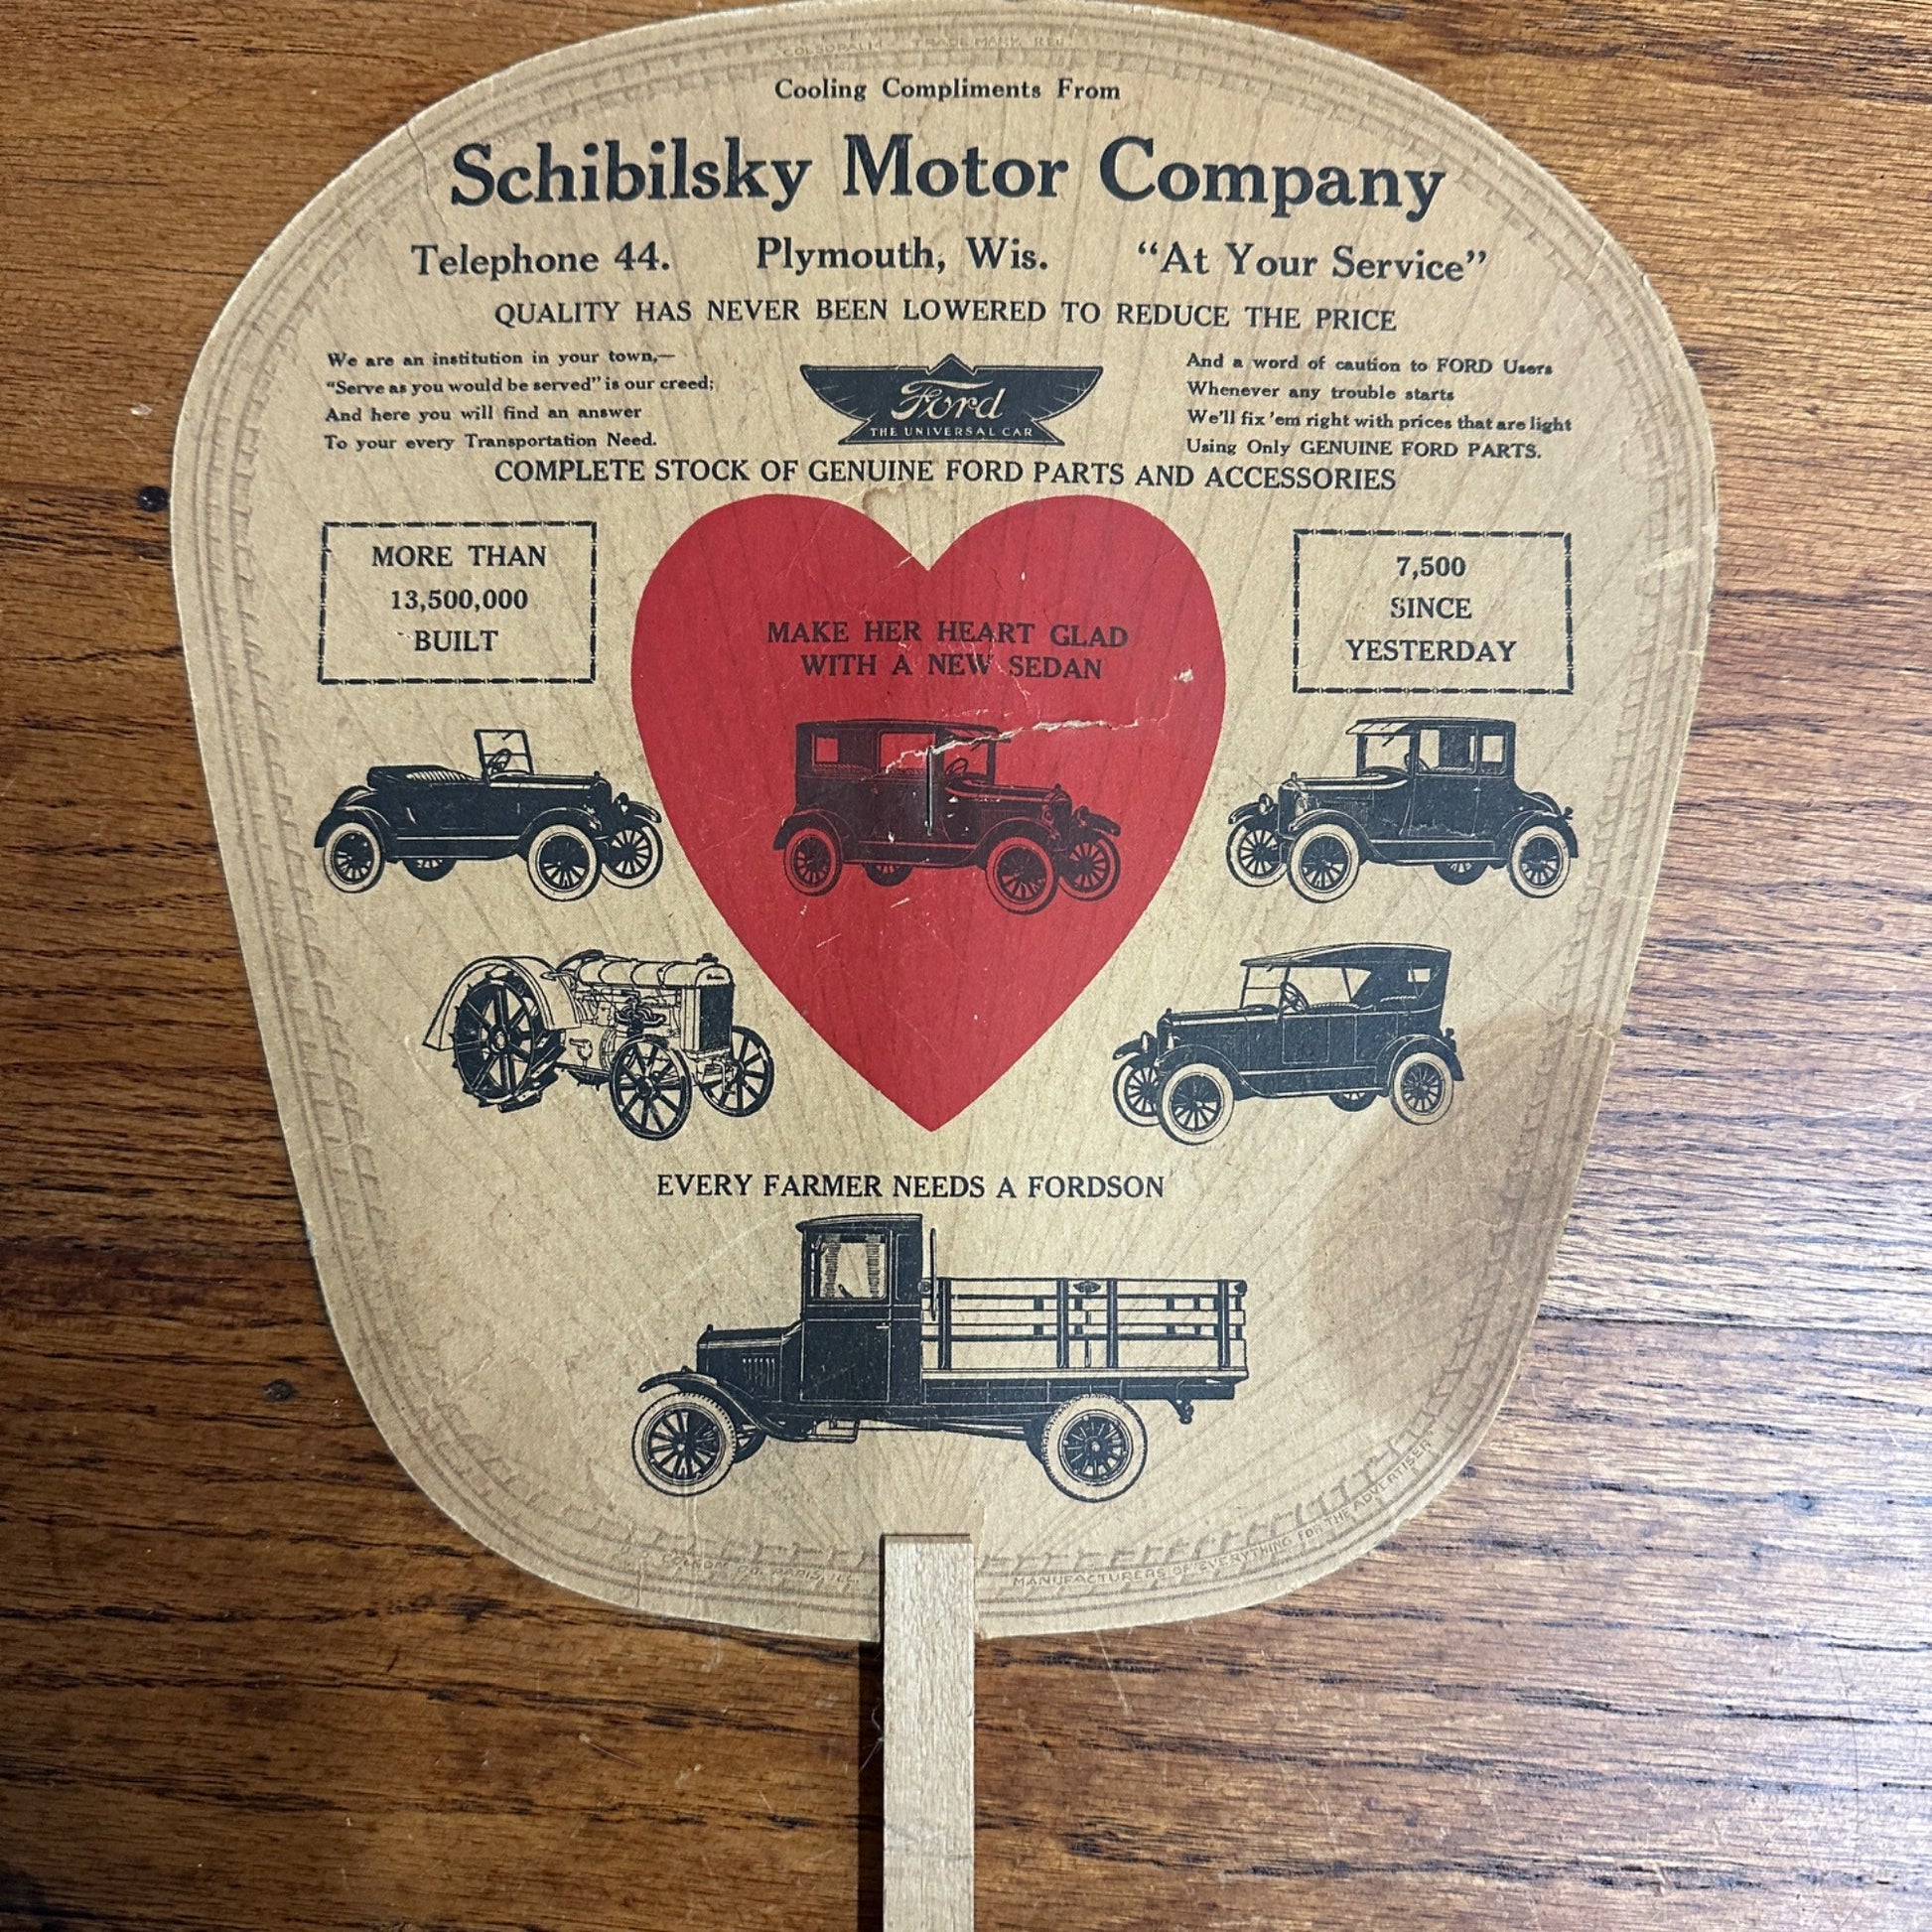 TRADE MARK REG
Cooling Compliments From
Schibilsky Motor Company
Telephone 44. Plymouth, Wis. “At Your Service”
QUALITY HAS NEVER BEEN LOWERED TO REDUCE THE PRICE
We are an institution in your town,—
“Serve as you would be served” is our creed;
And here you will find an answer
To your every Transportation Need.
Ford
THE UNIVERSAL CAR
And a word of caution to FORD Users
Whenever any trouble starts
We'll fix 'em right with prices that are light
Using Only GENUINE FORD PARTS.
COMPLETE STOCK OF GENUINE FORD PARTS AND ACCESSORIES
MORE THAN
13,500,000
BUILT
MAKE HER HEART GLAD
WITH A NEW SEDAN
7,500
SINCE
YESTERDAY
EVERY FARMER NEEDS A FORDSON
MANUFACTURERS OF "EVERYTHING FOR THE ADVERTISER"